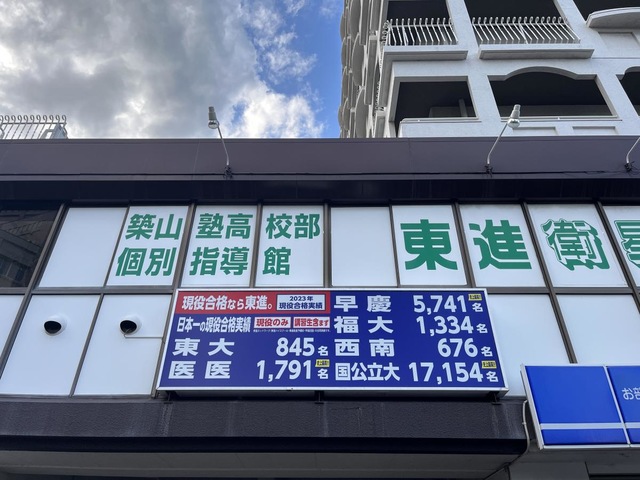 築山塾高校部
個別指導館
東進衛
現役合格なら東進。
2023年
現役合格実績
日本一の現役合格実績
現役のみ 講習生含まず
東大 845名
医医 1,791名
早慶 5,741名
福大 1,334名
西南 676名
国公立大 17,154名
お部